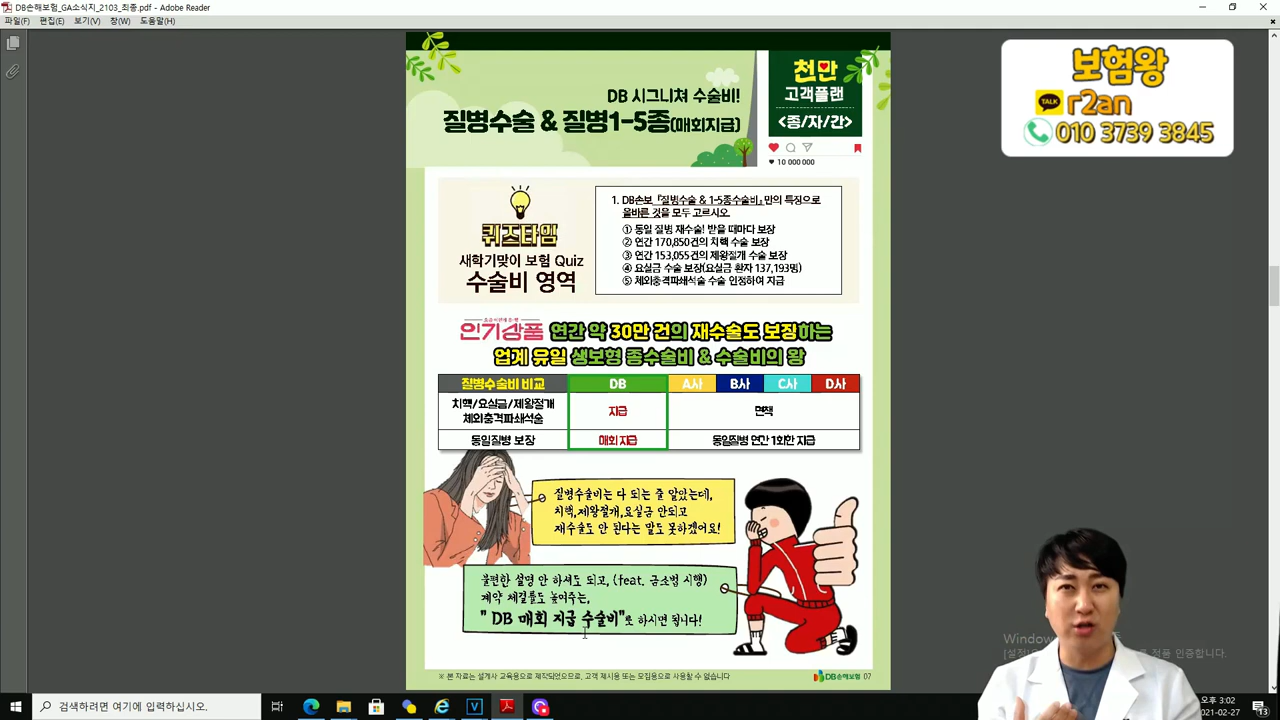 DB손해보험_GA소식지_2103_최종.pdf - Adobe Reader
파일(F) 편집(E) 보기(V) 창(W) 도움말(H)
보험왕
TALK r2an
010 3739 3845
DB 시그니쳐 수술비!
질병수술 & 질병1-5종(매회지급)
천만
고객플랜
<종/자/간>
10 000000
퀴즈타임
새학기맞이 보험 Quiz
수술비 영역
1. DB손보 『질병수술 & 1-5종수술비』만의 특징으로
올바른 것을 모두 고르시오.
① 동일 질병 재수술! 받을 때마다 보장
② 연간 170,850건의 치핵 수술 보장
③ 연간 153,055건의 제왕절개 수술 보장
④ 요실금 수술 보장(요실금 환자 137,193명)
⑤ 체외충격파쇄석술 수술 인정하여 지급
인기상품 연간 약 30만 건의 재수술도 보장하는
업계 유일 생보형 종수술비 & 수술비의 왕
질병수술비 비교 DB A사 B사 C사 D사
치핵/요실금/제왕절개
체외충격파쇄석술 지급 면책
동일질병 보장 매회 지급 동일질병 연간 1회만 지급
질병수술비는 다 되는 줄 알았는데,
치핵,제왕절개,요실금 안되고
재수술도 안 된다는 말도 못하겠어요!
불편한 설명 안 하셔도 되고, (feat. 금소법 시행)
계약 체결률도 높여주는,
" DB 매회 지급 수술비"로 하시면 됩니다!
※ 본 자료는 설계사 교육용으로 제작되었으므로, 고객 제시용 또는 모집용으로 사용할 수 없습니다
DB손해보험 07
Window
정품 인증합니다.
검색하려면 여기에 입력하십시오.
오후 3:02
2021-02-27
13